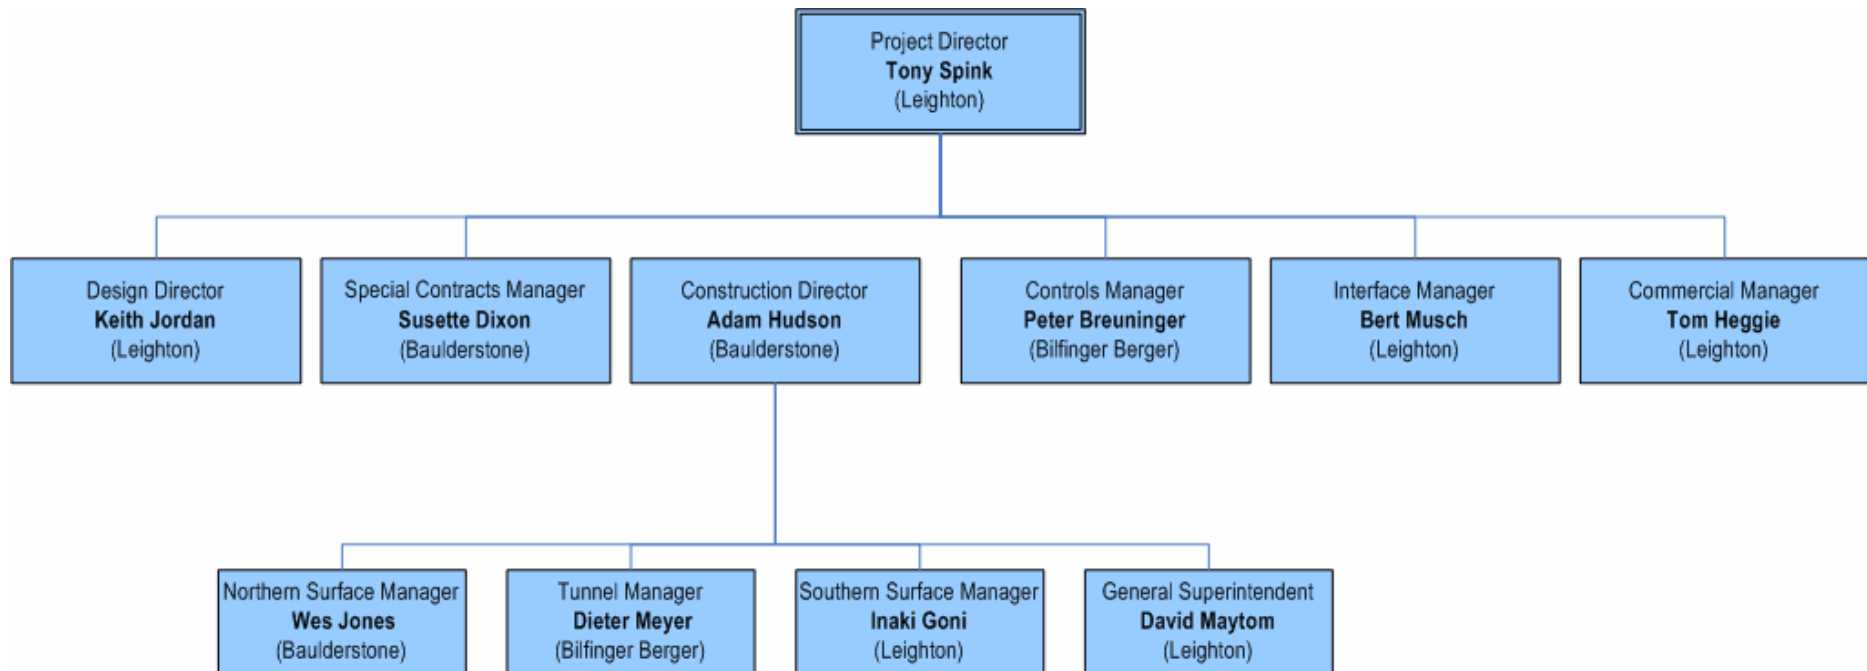 Project Director
Tony Spink
(Leighton)
Design Director
Keith Jordan
(Leighton)
Special Contracts Manager
Susette Dixon
(Baulderstone)
Construction Director
Adam Hudson
(Baulderstone)
Controls Manager
Peter Breuninger
(Bilfinger Berger)
Interface Manager
Bert Musch
(Leighton)
Commercial Manager
Tom Heggie
(Leighton)
Northern Surface Manager
Wes Jones
(Baulderstone)
Tunnel Manager
Dieter Meyer
(Bilfinger Berger)
Southern Surface Manager
Inaki Goni
(Leighton)
General Superintendent
David Maytom
(Leighton)